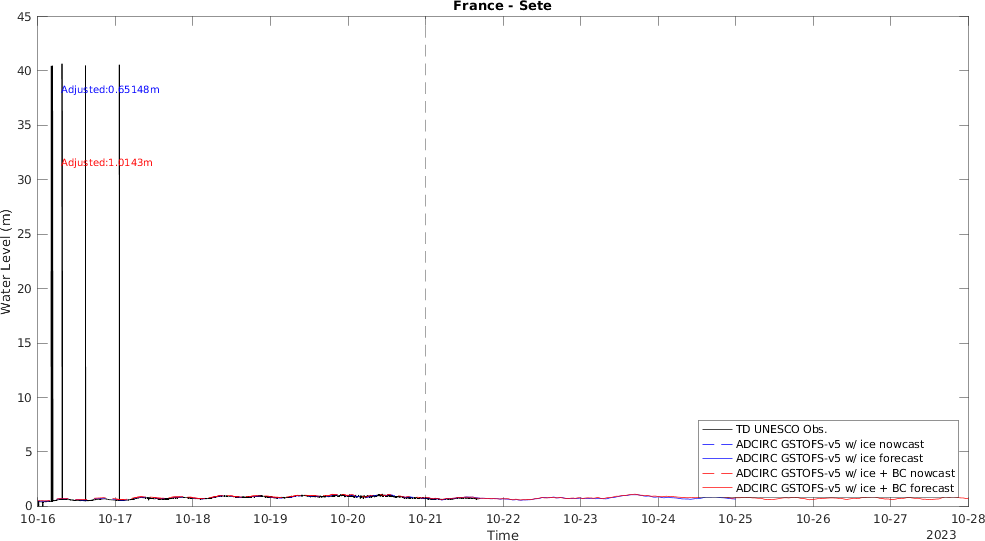 France - Sete
45
40
35
30
25
20
15
10
5
0
Water Level (m)
Adjusted:0.65148m
Adjusted:1.0143m
TD UNESCO Obs.
ADCIRC GSTOFS-v5 w/ ice nowcast
ADCIRC GSTOFS-v5 w/ ice forecast
ADCIRC GSTOFS-v5 w/ ice + BC nowcast
ADCIRC GSTOFS-v5 w/ ice + BC forecast
10-16 10-17 10-18 10-19 10-20 10-21 10-22 10-23 10-24 10-25 10-26 10-27 10-28
Time
2023